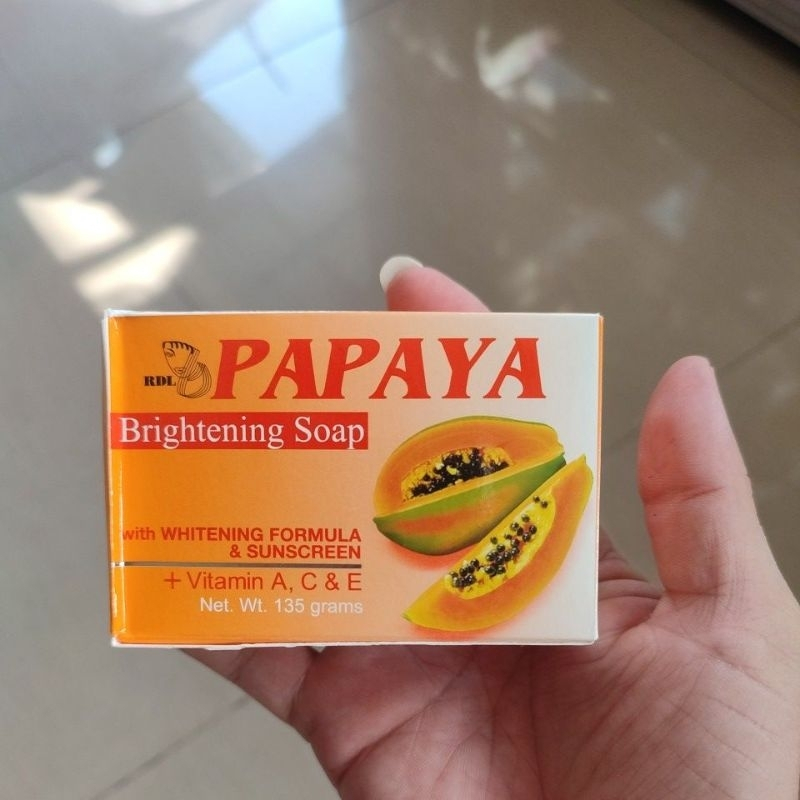 RDL PAPAYA
Brightening Soap
with WHITENING FORMULA
& SUNSCREEN
+ Vitamin A, C & E
Net. Wt. 135 grams